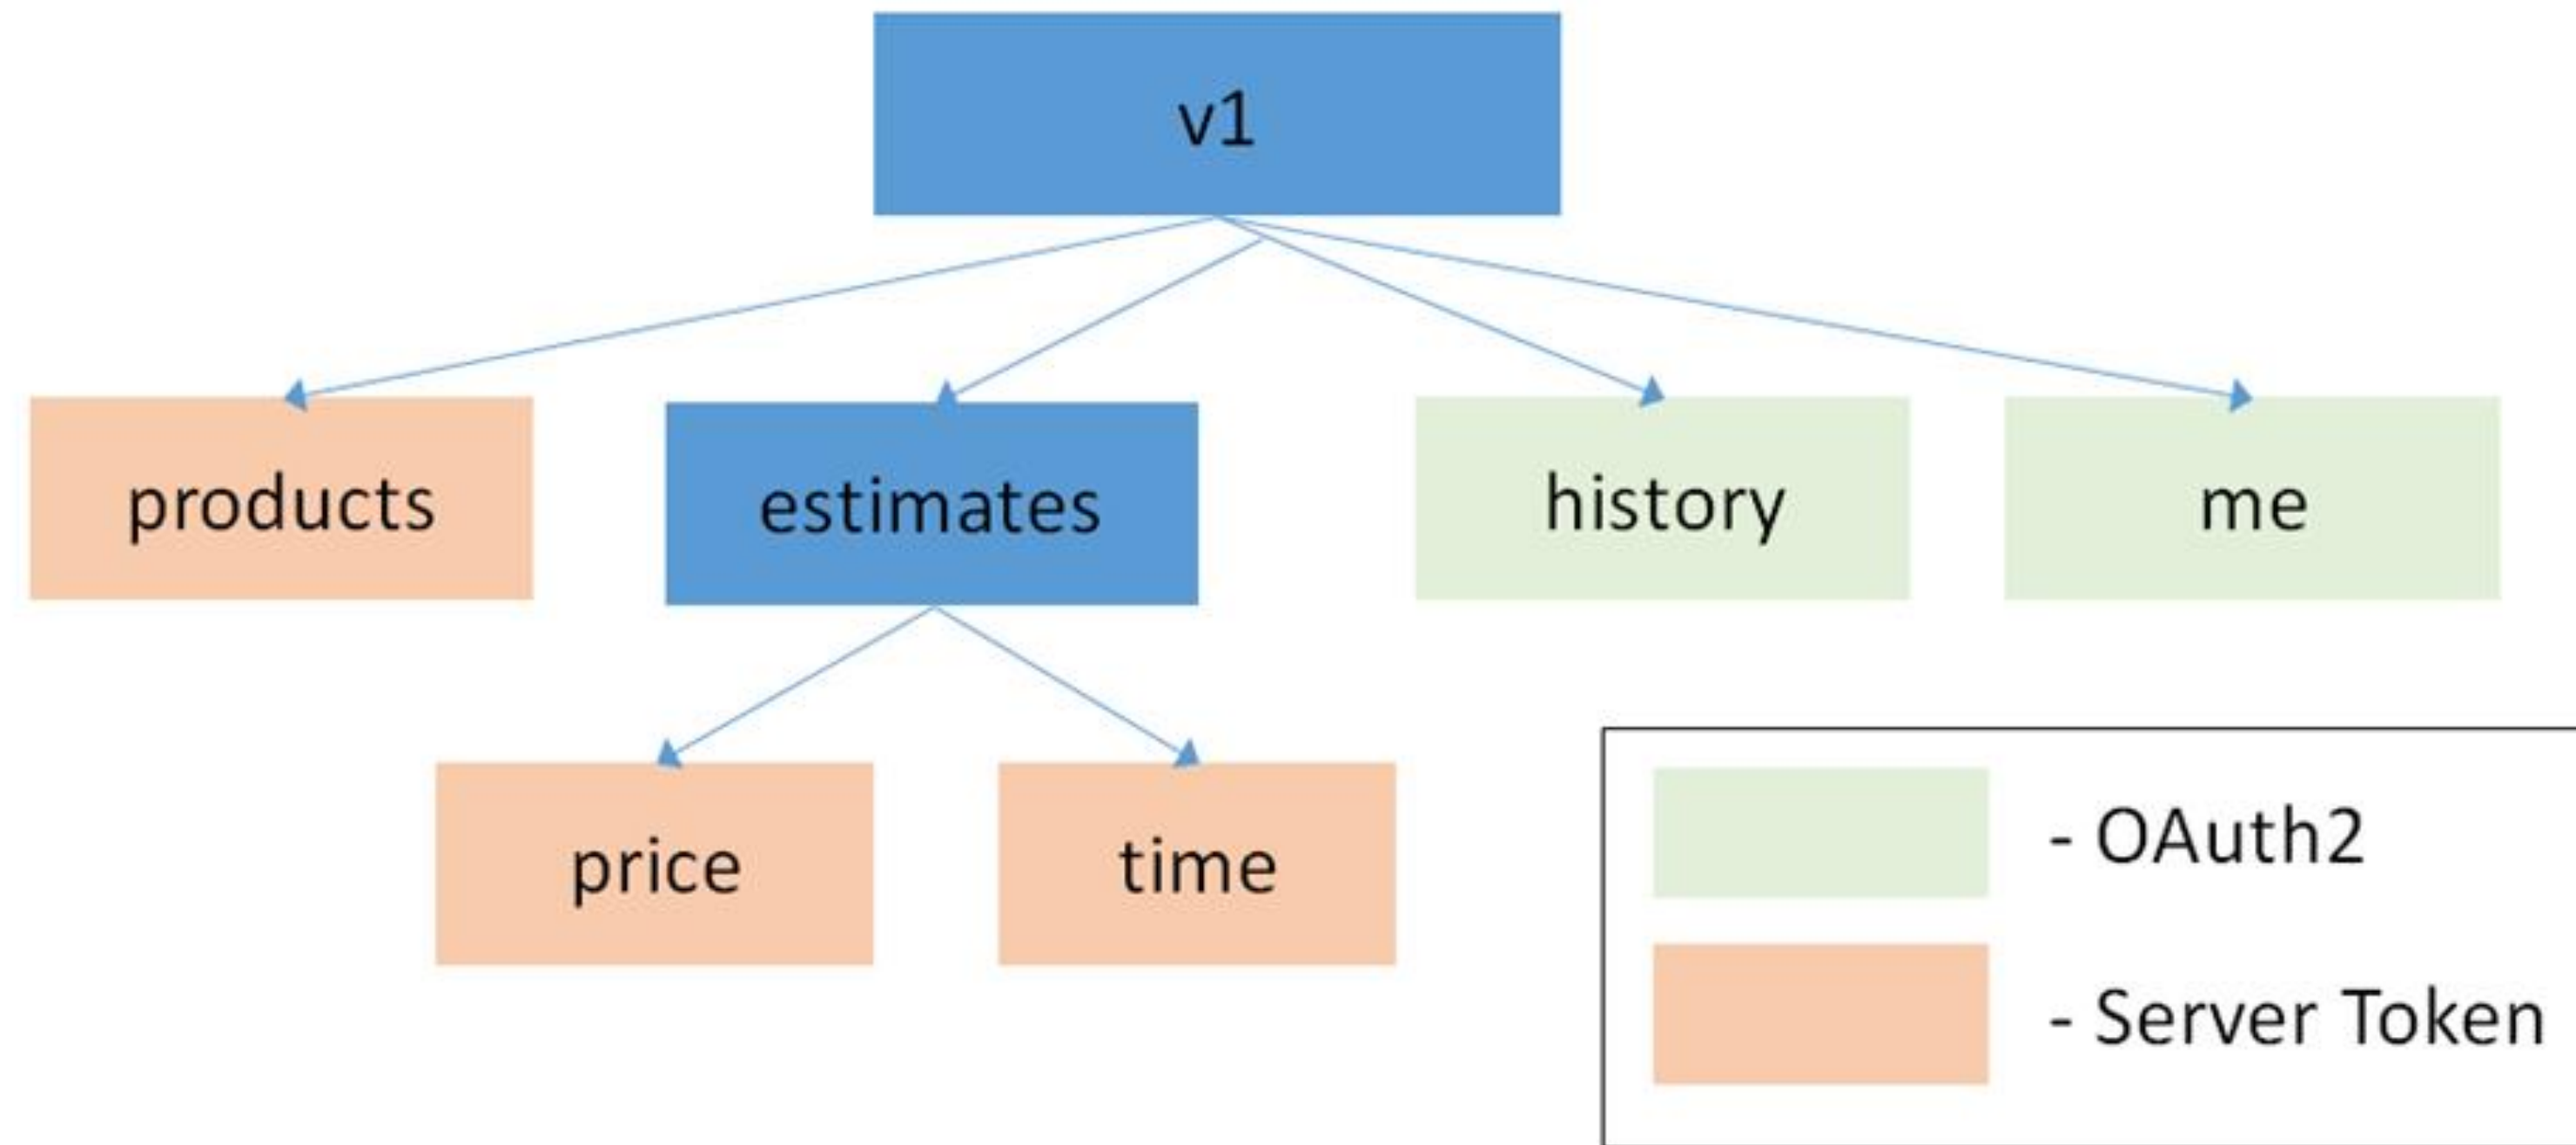 v1
products
estimates
history
me
price
time
- OAuth2
- Server Token